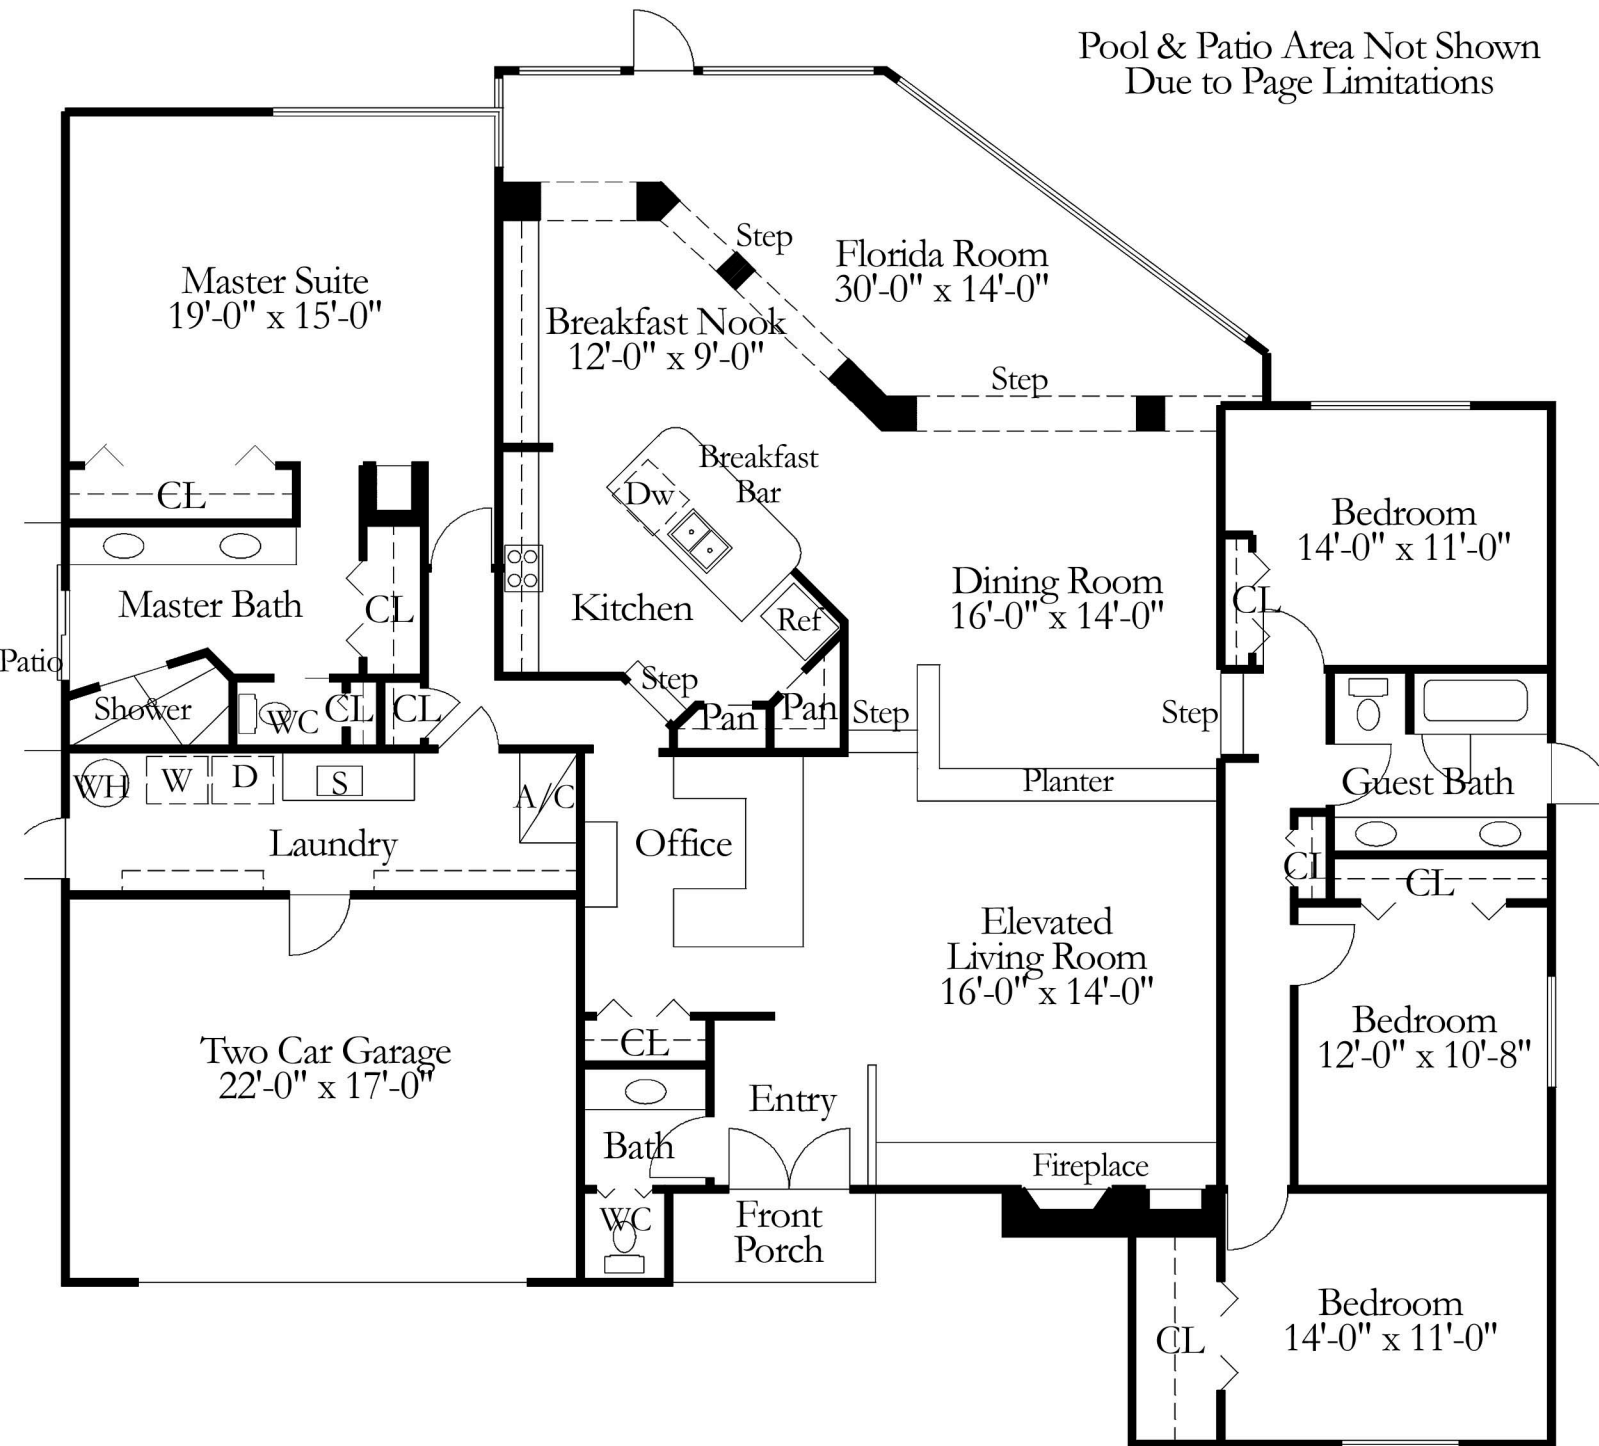 Pool & Patio Area Not Shown
Due to Page Limitations
Master Suite
19'-0" x 15'-0"
Step
Florida Room
30'-0" x 14'-0"
Breakfast Nook
12'-0" x 9'-0"
Step
CL
Breakfast
Bar
Dw
Bedroom
14'-0" x 11'-0"
Master Bath
CL
Kitchen
Ref
Dining Room
16'-0" x 14'-0"
CL
Patio
Shower
WC
CL
CL
Step
Pan
Pan
Step
Step
WH
W
D
S
A/C
Planter
Guest Bath
Laundry
Office
CL
CL
Elevated
Living Room
16'-0" x 14'-0"
Two Car Garage
22'-0" x 17'-0"
CL
Bedroom
12'-0" x 10'-8"
Entry
Bath
Fireplace
WC
Front
Porch
CL
Bedroom
14'-0" x 11'-0"